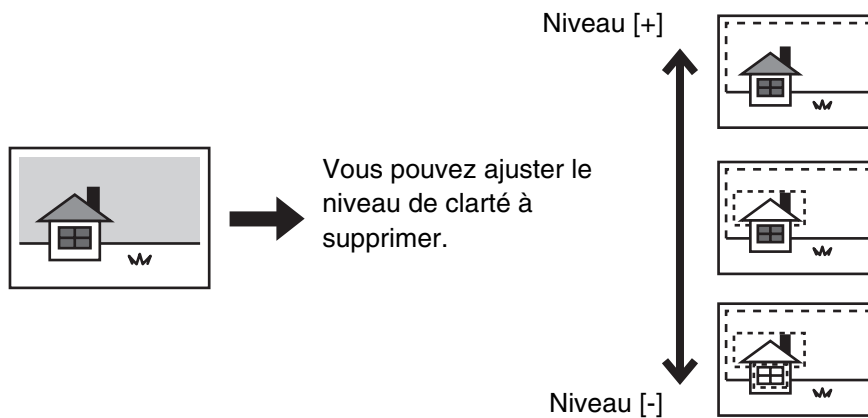 Niveau [+]
Vous pouvez ajuster le
niveau de clarté à
supprimer.
Niveau [-]